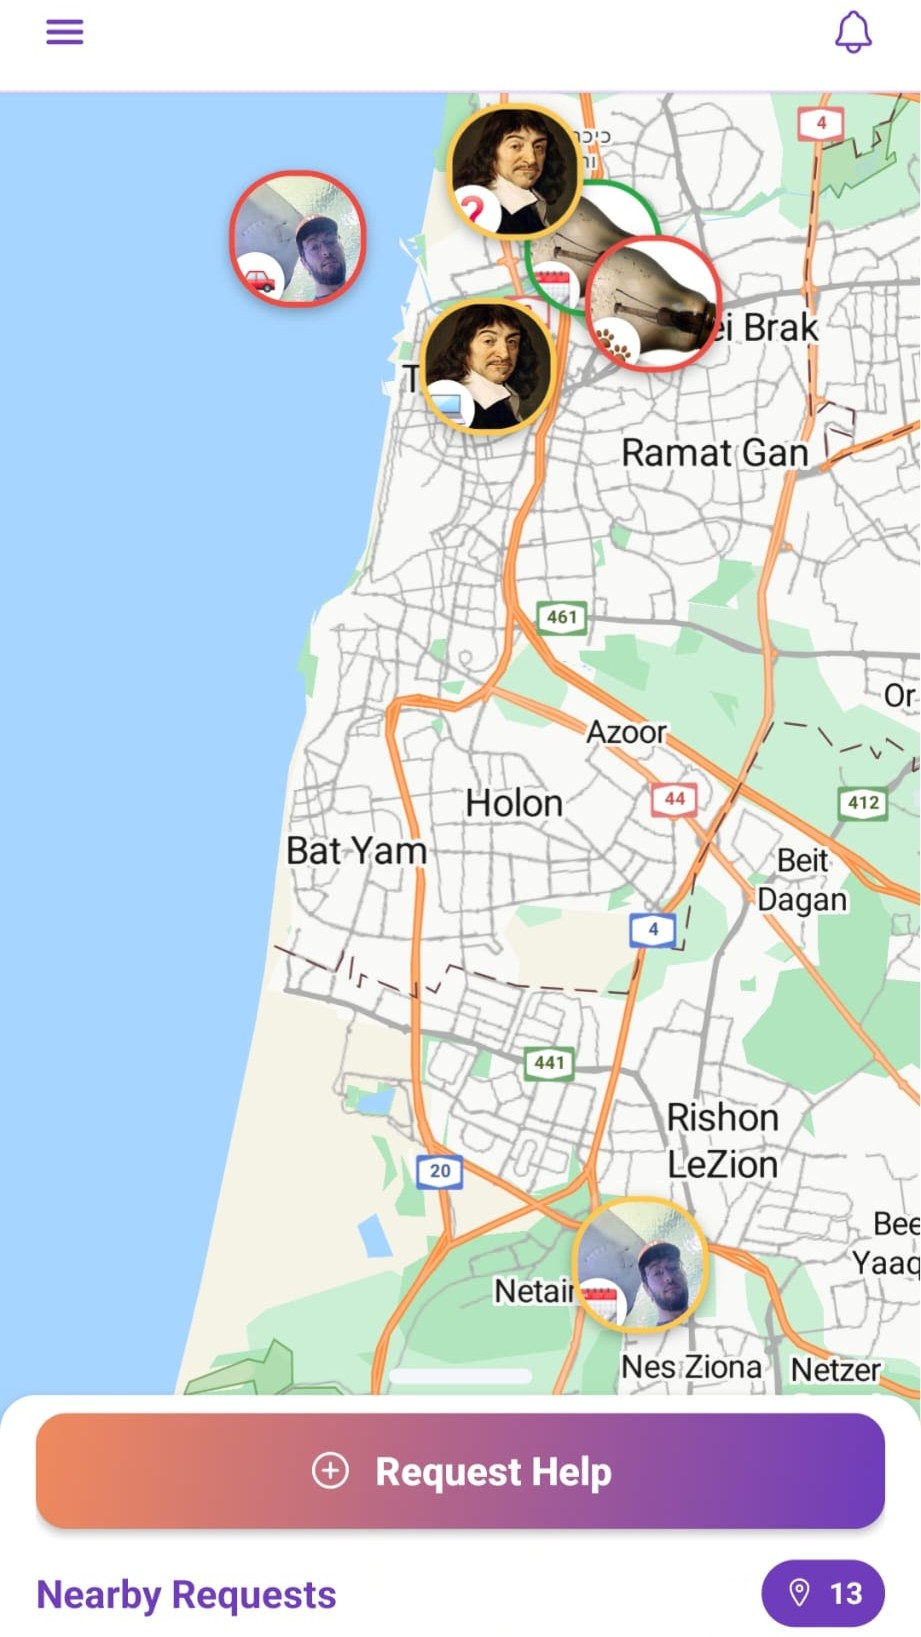 4
ei Brak
T
Ramat Gan
461
Or
Azoor
44
412
Holon
Bat Yam
Beit
Dagan
4
441
Rishon
LeZion
20
Bee
Yaaq
Netair
Nes Ziona
Netzer
Request Help
Nearby Requests
13